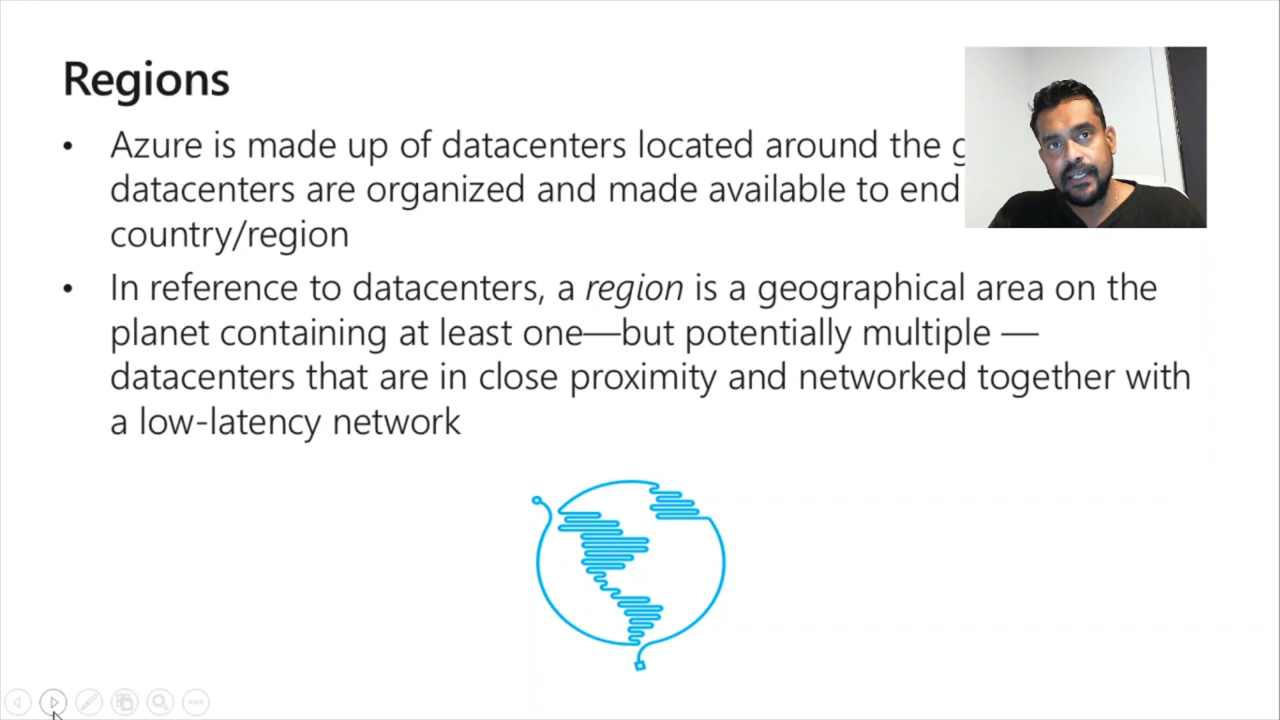 Regions
• Azure is made up of datacenters located around the
datacenters are organized and made available to end
country/region
• In reference to datacenters, a region is a geographical area on the
planet containing at least one—but potentially multiple —
datacenters that are in close proximity and networked together with
a low-latency network